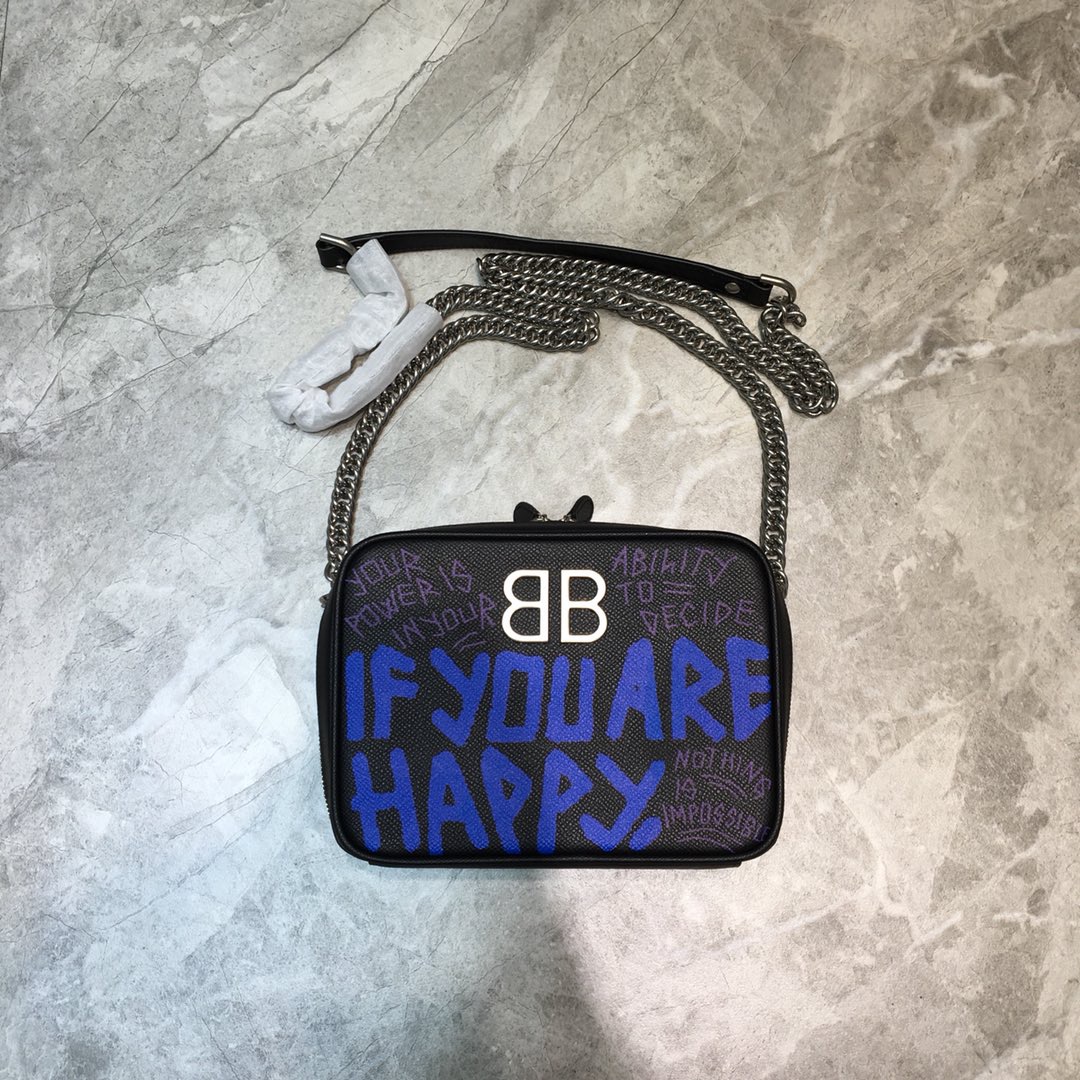 YOUR
POWER IS
IN YOUR
ABILITY
TO
DECIDE
BB
IF YOU ARE
HAPPY.
NOTHING
IS
IMPOSSIBLE